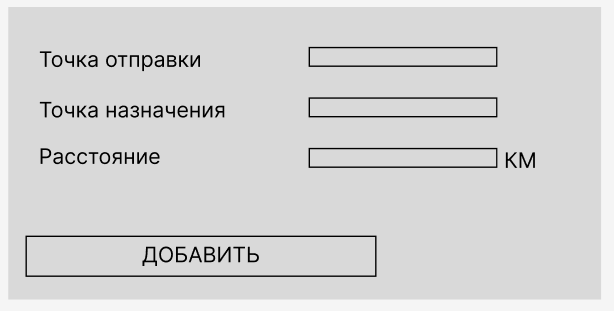 Точка отправки
Точка назначения
Расстояние КМ
ДОБАВИТЬ